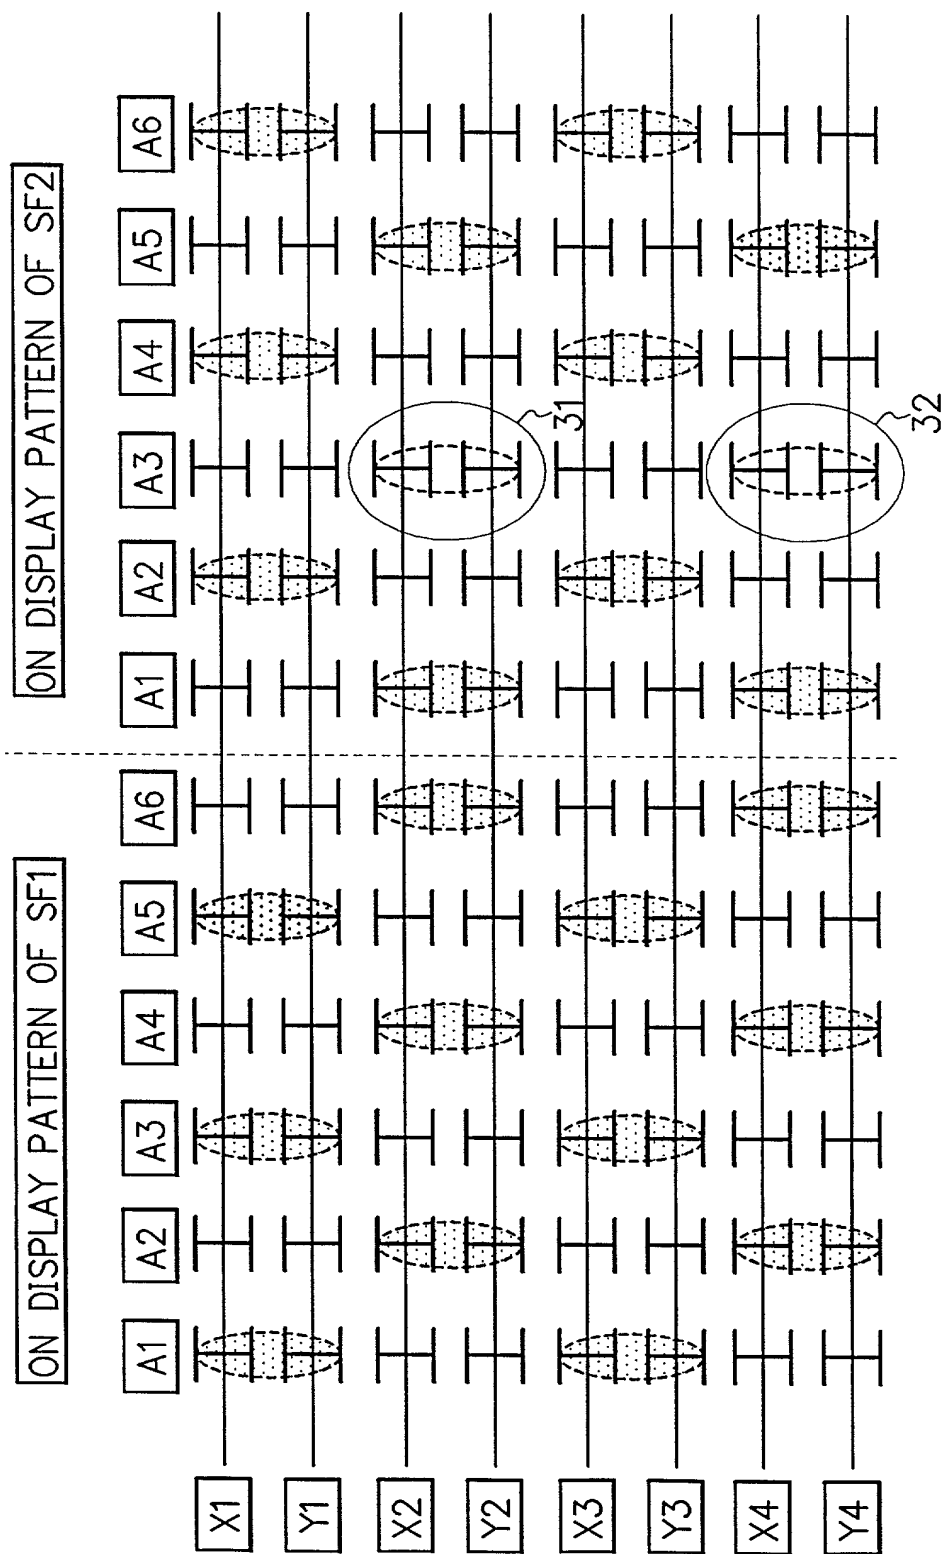 ON DISPLAY PATTERN OF SF1
ON DISPLAY PATTERN OF SF2
A1 A2 A3 A4 A5 A6 A1 A2 A3 A4 A5 A6
X1
Y1
X2
31
Y2
X3
Y3
X4
32
Y4